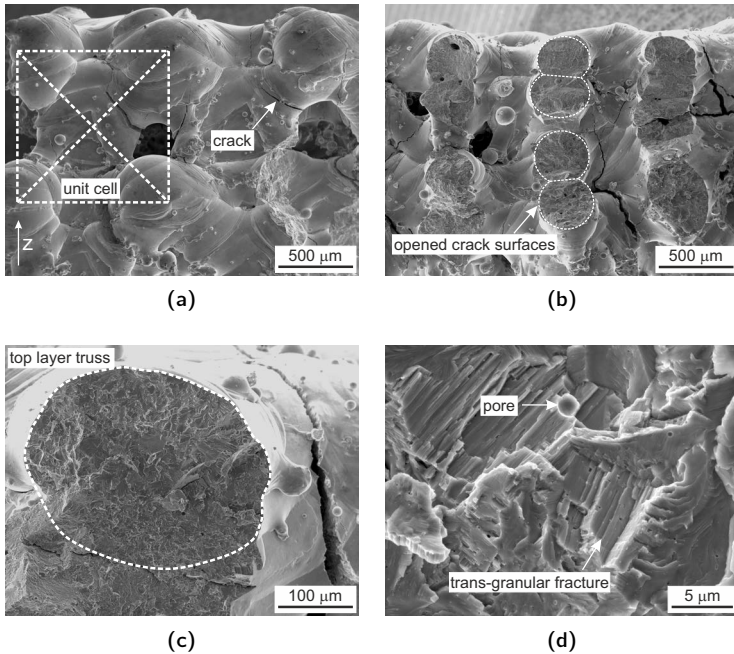 crack
unit cell
z
500 μm
(a)
opened crack surfaces
500 μm
(b)
top layer truss
100 μm
(c)
pore
trans-granular fracture
5 μm
(d)